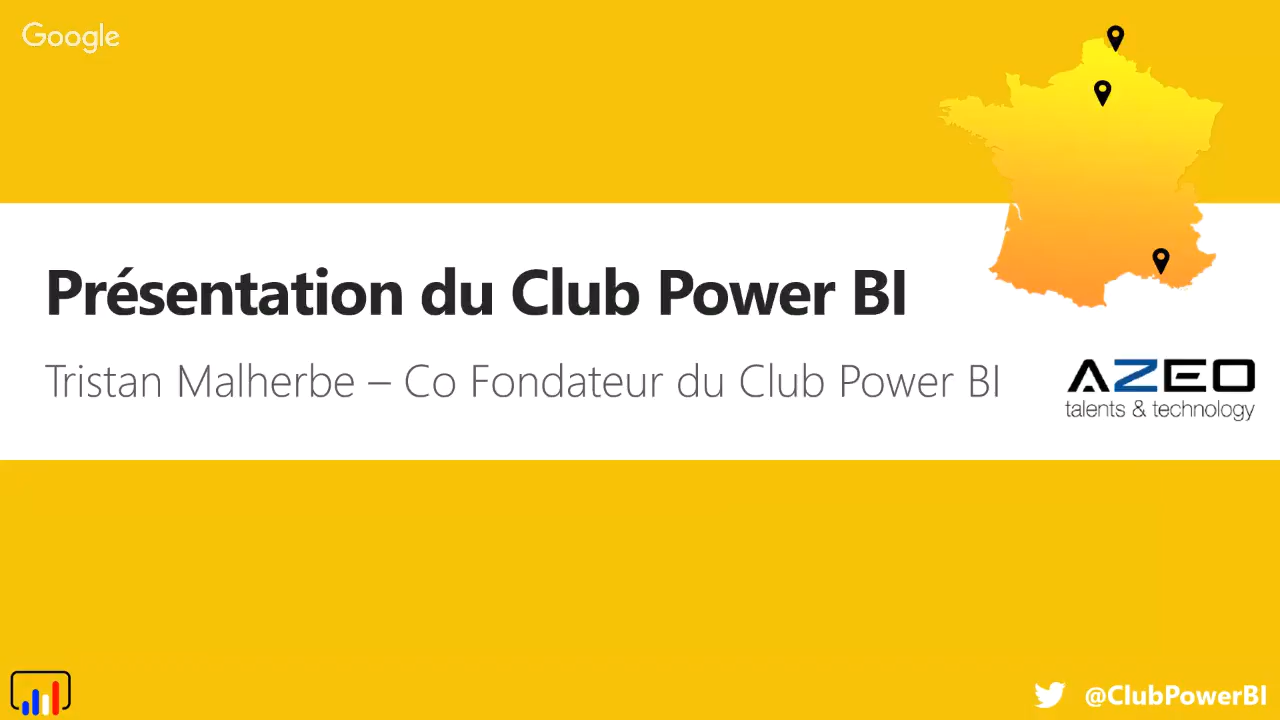 Google
Présentation du Club Power BI
Tristan Malherbe – Co Fondateur du Club Power BI
AZEO
talents & technology
@ClubPowerBI